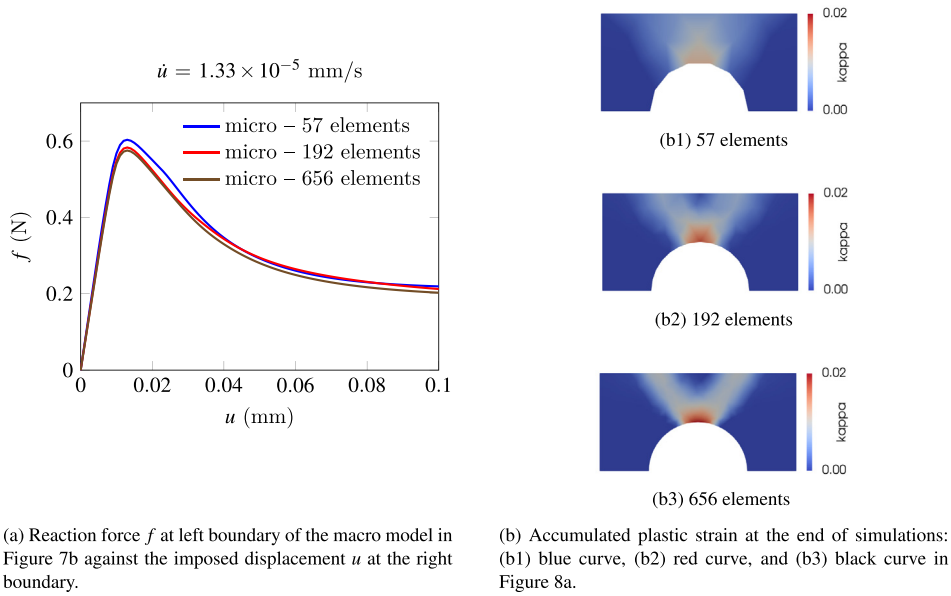 u̇ = 1.33 × 10⁻⁵ mm/s
micro – 57 elements
micro – 192 elements
micro – 656 elements
f (N)
0.6
0.4
0.2
0
0 0.02 0.04 0.06 0.08 0.1
u (mm)
(a) Reaction force f at left boundary of the macro model in
Figure 7b against the imposed displacement u at the right
boundary.
0.02
kappa
0.00
(b1) 57 elements
0.02
kappa
0.00
(b2) 192 elements
0.02
kappa
0.00
(b3) 656 elements
(b) Accumulated plastic strain at the end of simulations:
(b1) blue curve, (b2) red curve, and (b3) black curve in
Figure 8a.